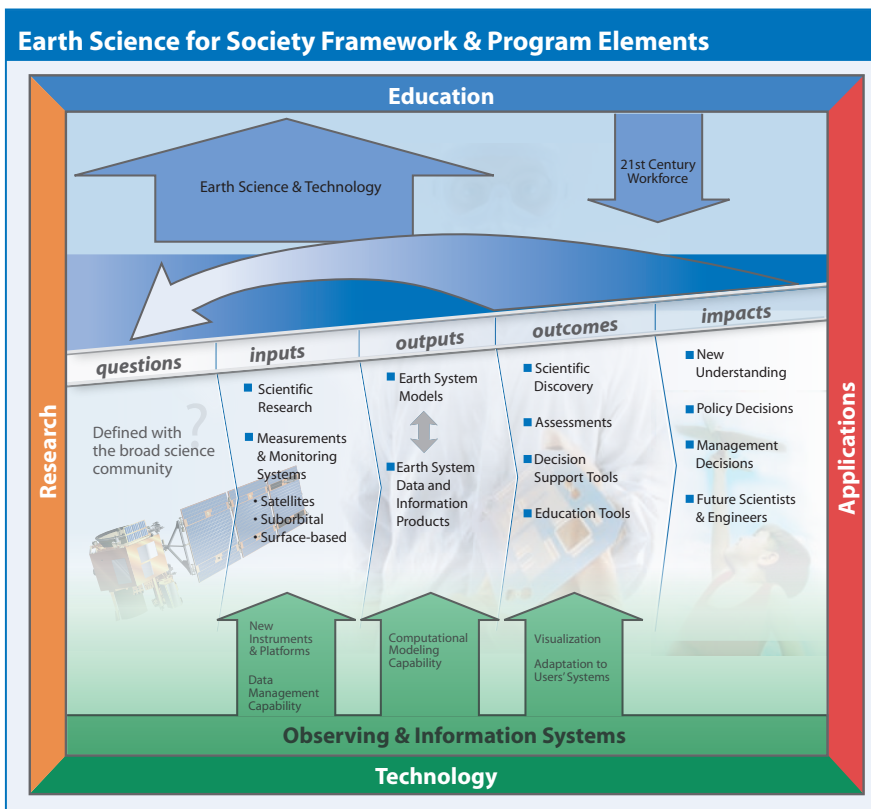 Earth Science for Society Framework & Program Elements
Education
Earth Science & Technology
21st Century
Workforce
Research
Applications
questions
inputs
outputs
outcomes
impacts
?
Defined with
the broad science
community
■ Scientific
Research
■ Measurements
& Monitoring
Systems
• Satellites
• Suborbital
• Surface-based
■ Earth System
Models
■ Earth System
Data and
Information
Products
■ Scientific
Discovery
■ Assessments
■ Decision
Support Tools
■ Education Tools
■ New
Understanding
■ Policy Decisions
■ Management
Decisions
■ Future Scientists
& Engineers
New
Instruments
& Platforms
Data
Management
Capability
Computational
Modeling
Capability
Visualization
Adaptation to
Users' Systems
Observing & Information Systems
Technology